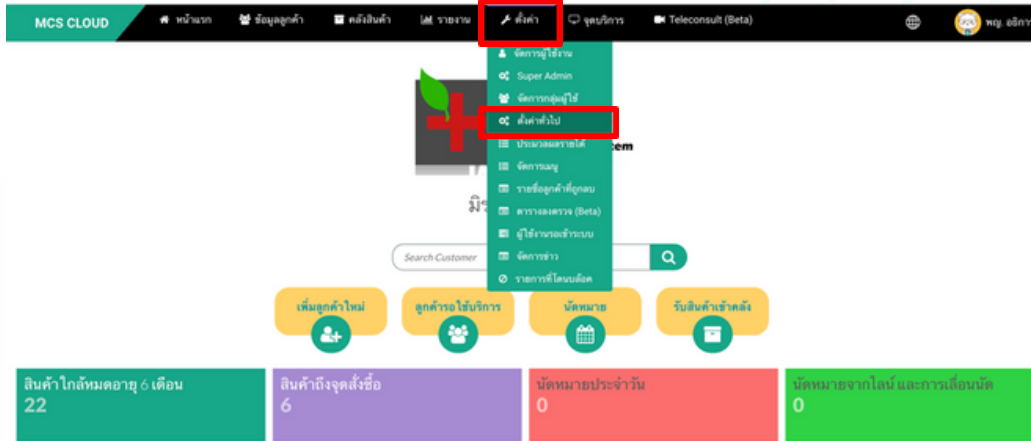 MCS CLOUD
หน้าแรก
ข้อมูลลูกค้า
คลังสินค้า
รายงาน
ตั้งค่า
จุดบริการ
Teleconsult (Beta)
จัดการผู้ใช้งาน
Super Admin
จัดการกลุ่มผู้ใช้
ตั้งค่าทั่วไป
ประมวลผลรายได้
จัดการเมนู
รายชื่อลูกค้าที่ถูกลบ
ตารางลงตรวจ (Beta)
ผู้ใช้งานรอเข้าระบบ
จัดการข่าว
รายการที่โดนบล๊อค
Search Customer
เพิ่มลูกค้าใหม่
ลูกค้ารอใช้บริการ
นัดหมาย
รับสินค้าเข้าคลัง
สินค้าใกล้หมดอายุ 6 เดือน
22
สินค้าถึงจุดสั่งซื้อ
6
นัดหมายประจำวัน
0
นัดหมายจากไลน์ และการเลื่อนนัด
0